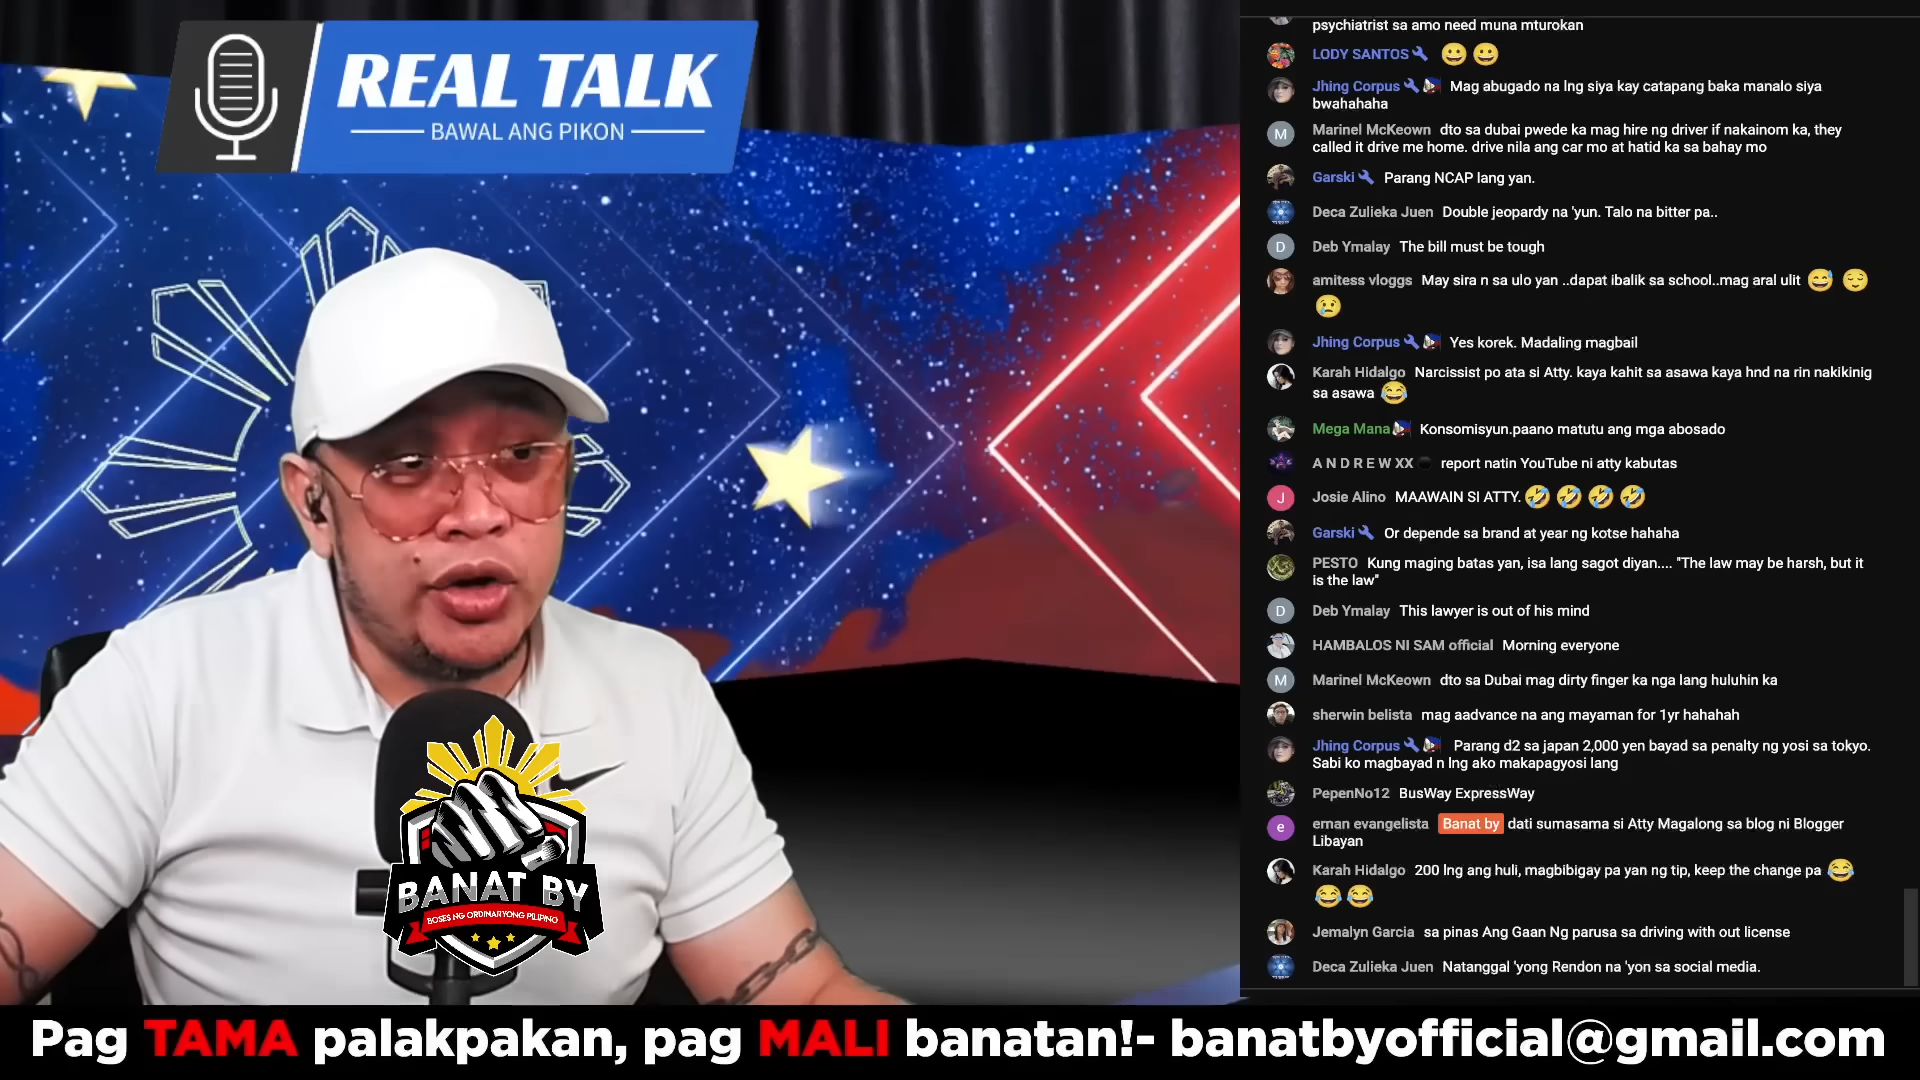 REAL TALK
BAWAL ANG PIKON
BANAT BY
BOSES NG ORDINARYONG PILIPINO
psychiatrist sa amo need muna mturokan
LODY SANTOS 😀 😀
Jhing Corpus Mag abugado na lng siya kay catapang baka manalo siya
bwahahaha
M Marinel McKeown dto sa dubai pwede ka mag hire ng driver if nakainom ka, they
called it drive me home. drive nila ang car mo at hatid ka sa bahay mo
Garski Parang NCAP lang yan.
Deca Zulieka Juen Double jeopardy na 'yun. Talo na bitter pa..
D Deb Ymalay The bill must be tough
amitess vloggs May sira n sa ulo yan ..dapat ibalik sa school..mag aral ulit 😅 😌
😢
Jhing Corpus Yes korek. Madaling magbail
Karah Hidalgo Narcissist po ata si Atty. kaya kahit sa asawa kaya hnd na rin nakikinig
sa asawa 😂
Mega Mana Konsomisyun.paano matutu ang mga abosado
A N D R E W XX report natin YouTube ni atty kabutas
J Josie Alino MAAWAIN SI ATTY. 🤣 🤣 🤣 🤣
Garski Or depende sa brand at year ng kotse hahaha
PESTO Kung maging batas yan, isa lang sagot diyan.... "The law may be harsh, but it
is the law"
D Deb Ymalay This lawyer is out of his mind
HAMBALOS NI SAM official Morning everyone
M Marinel McKeown dto sa Dubai mag dirty finger ka nga lang huluhin ka
sherwin belista mag aadvance na ang mayaman for 1yr hahahah
Jhing Corpus Parang d2 sa japan 2,000 yen bayad sa penalty ng yosi sa tokyo.
Sabi ko magbayad n lng ako makapagyosi lang
PepenNo12 BusWay ExpressWay
e ernan evangelista Banat by dati sumasama si Atty Magalong sa blog ni Blogger
Libayan
Karah Hidalgo 200 lng ang huli, magbibigay pa yan ng tip, keep the change pa 😂
😂 😂
Jemalyn Garcia sa pinas Ang Gaan Ng parusa sa driving with out license
Deca Zulieka Juen Natanggal 'yong Rendon na 'yon sa social media.
Pag TAMA palakpakan, pag MALI banatan!- banatbyofficial@gmail.com